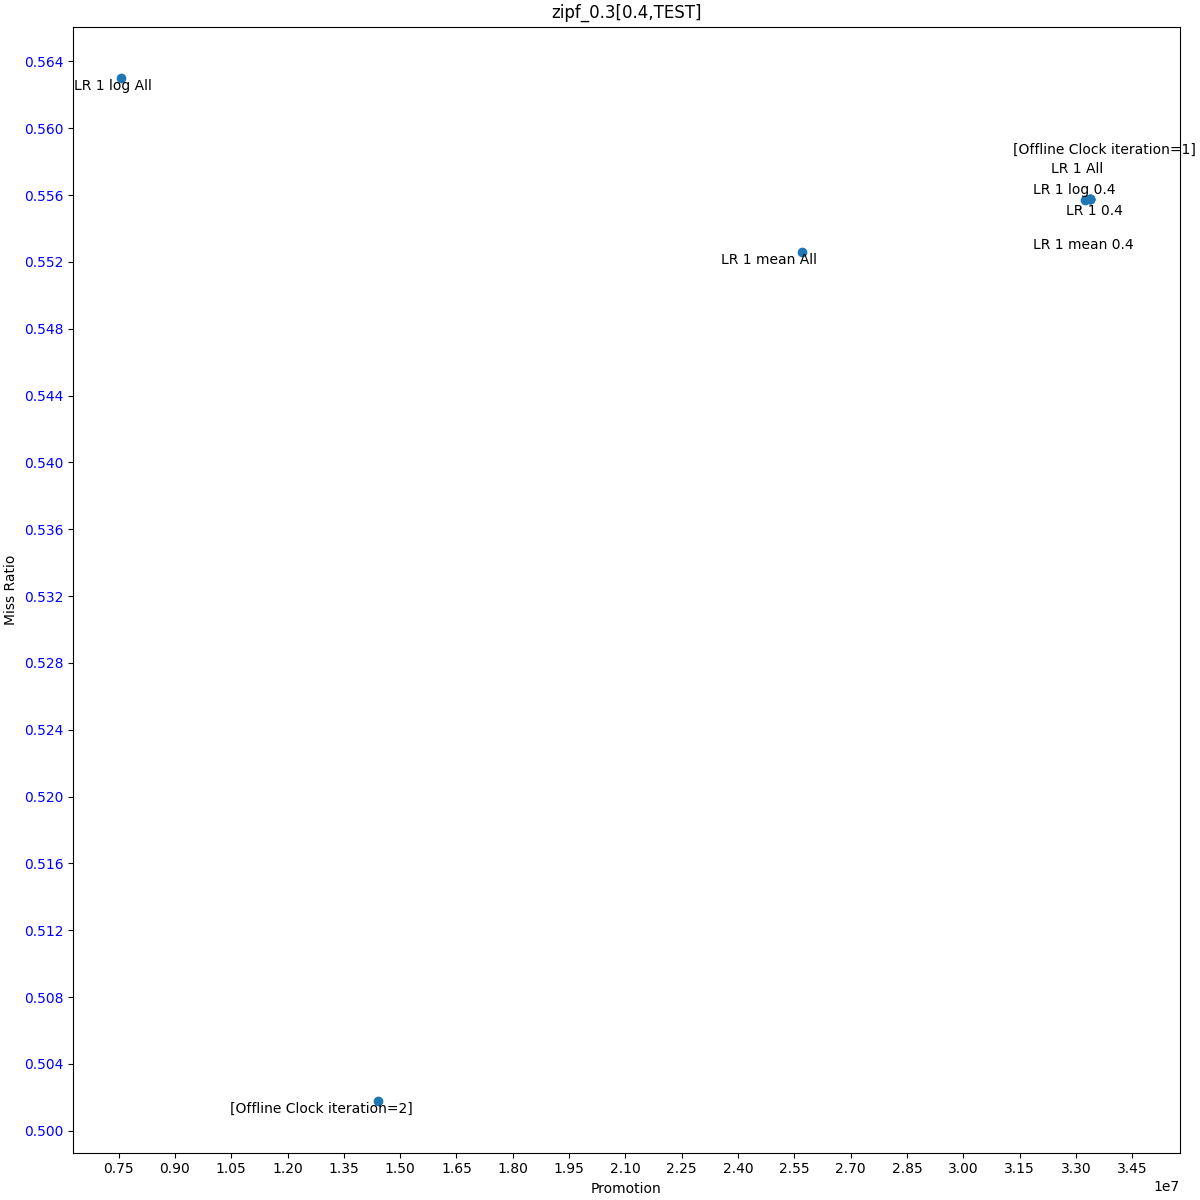 zipf_0.3[0.4,TEST]
0.564
LR 1 log All
0.560
[Offline Clock iteration=1]
LR 1 All
0.556
LR 1 log 0.4
LR 1 0.4
LR 1 mean 0.4
0.552
LR 1 mean All
0.548
0.544
0.540
0.536
0.532
Miss Ratio
0.528
0.524
0.520
0.516
0.512
0.508
0.504
[Offline Clock iteration=2]
0.500
0.75 0.90 1.05 1.20 1.35 1.50 1.65 1.80 1.95 2.10 2.25 2.40 2.55 2.70 2.85 3.00 3.15 3.30 3.45
1e7
Promotion